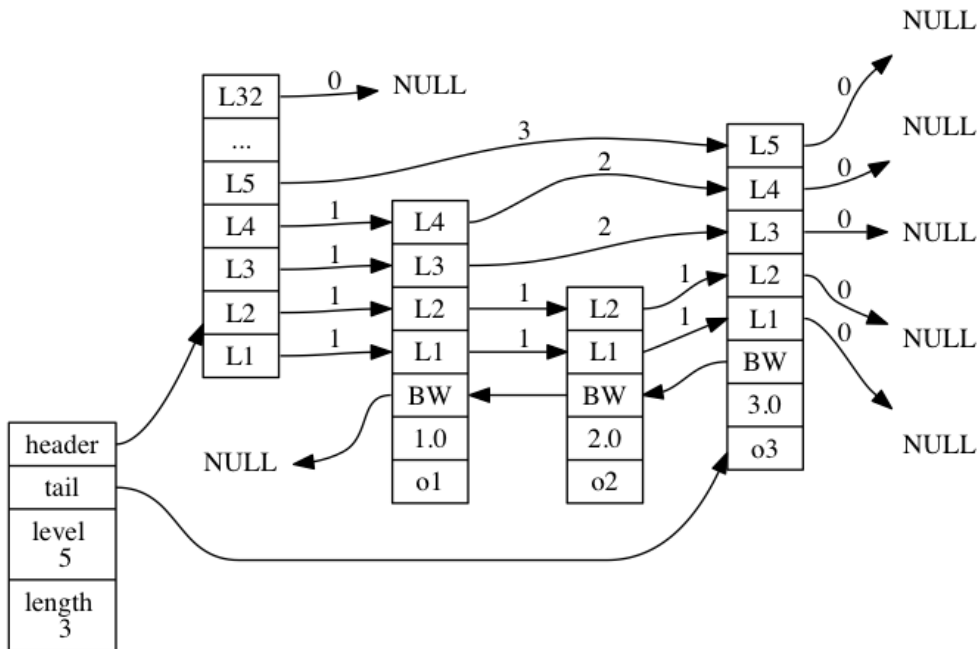 NULL
L32
0
NULL
...
L5
3
L4
1
L3
1
L2
1
L1
1
header
tail
level
5
length
3
L4
2
L3
2
L2
1
L1
1
BW
1.0
o1
NULL
L2
1
L1
1
BW
2.0
o2
L5
0
L4
0
NULL
L3
0
NULL
L2
0
NULL
L1
0
NULL
BW
3.0
o3